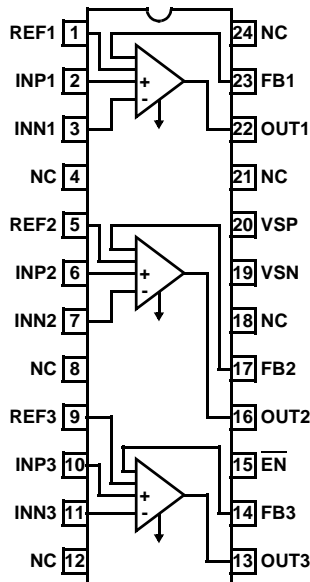 REF1 1 24 NC
INP1 2 + 23 FB1
INN1 3 - 22 OUT1
NC 4 21 NC
REF2 5 20 VSP
INP2 6 + 19 VSN
INN2 7 - 18 NC
NC 8 17 FB2
REF3 9 16 OUT2
INP3 10 15 E̅N̅
INN3 11 + - 14 FB3
NC 12 13 OUT3